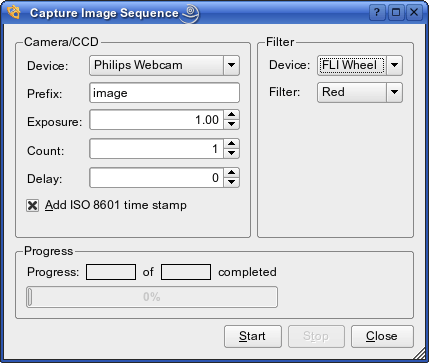 Capture Image Sequence
Camera/CCD
Device: Philips Webcam
Prefix: image
Exposure: 1.00
Count: 1
Delay: 0
Add ISO 8601 time stamp
Filter
Device: FLI Wheel
Filter: Red
Progress
Progress: of completed
0%
Start Stop Close